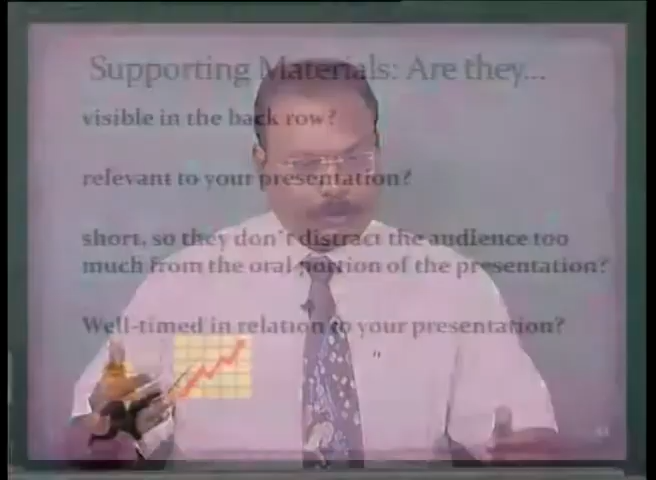 Supporting Materials: Are they...
visible in the back row?
relevant to your presentation?
short, so they don't distract the audience too
much from the oral portion of the presentation?
Well-timed in relation to your presentation?